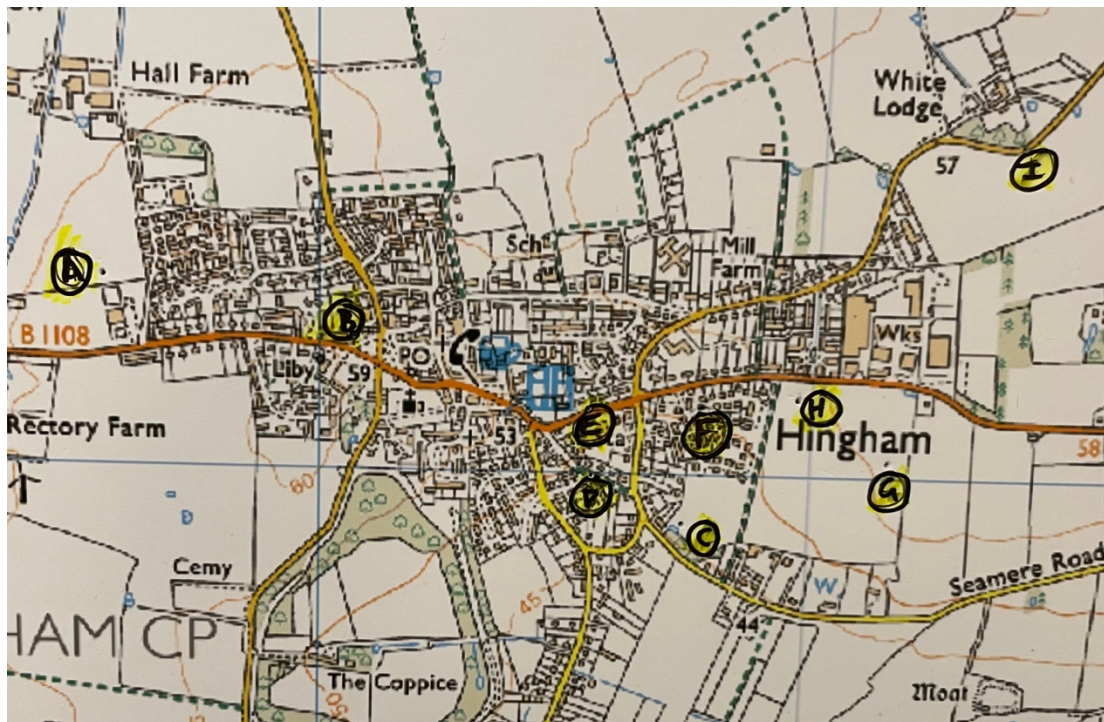 Hall Farm
White
Lodge
57
I
A
Sch
Mill
Farm
B
B 1108
PO
Wks
Liby
59
H
E
F
Rectory Farm
53
Hingham
58
60
D
G
C
Cemy
W
Seamere Road
45
44
HAM CP
The Coppice
Moat
50